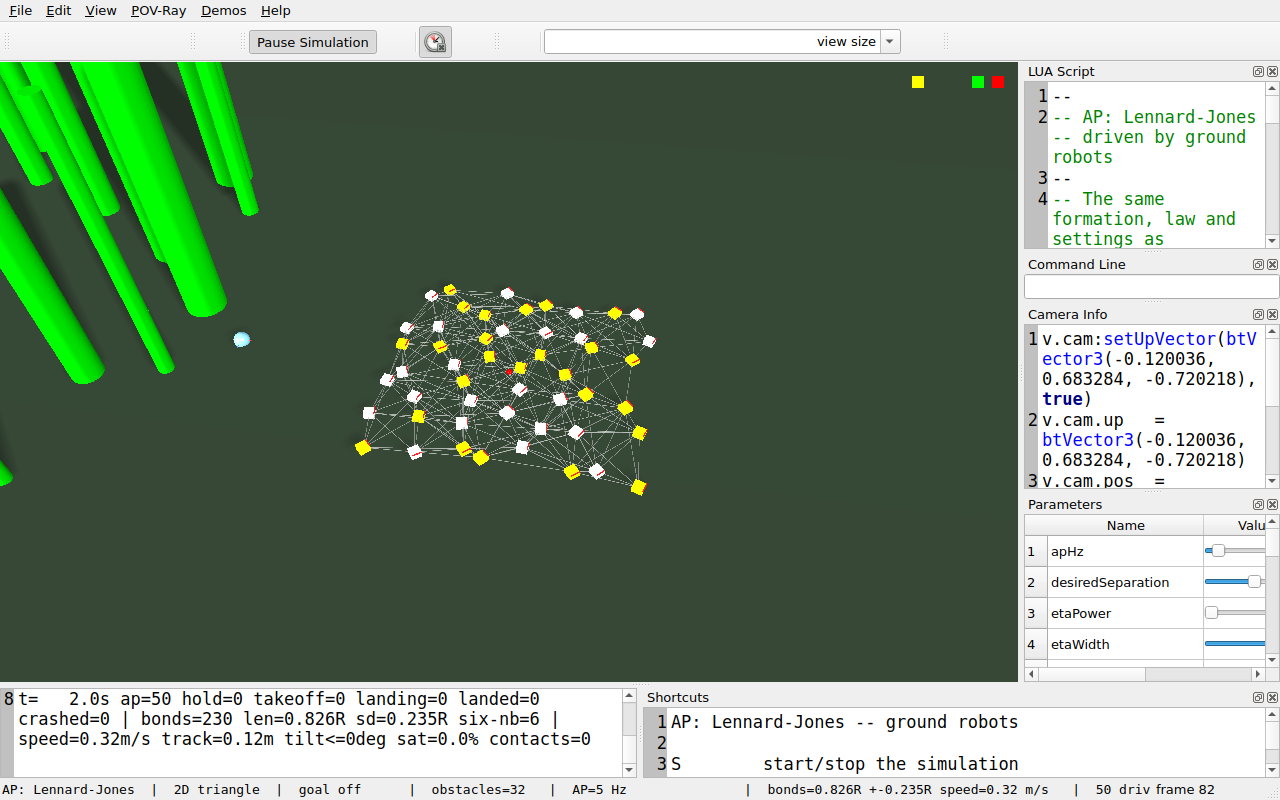 File Edit View POV-Ray Demos Help
Pause Simulation
view size
LUA Script
1 --
2 -- AP: Lennard-Jones
-- driven by ground
robots
3 --
4 -- The same
formation, law and
settings as
Command Line
Camera Info
1 v.cam:setUpVector(btV
ector3(-0.120036,
0.683284, -0.720218),
true)
2 v.cam.up   =
btVector3(-0.120036,
0.683284, -0.720218)
3 v.cam.pos  =
Parameters
Name Valu
1 apHz
2 desiredSeparation
3 etaPower
4 etaWidth
8 t=   2.0s ap=50 hold=0 takeoff=0 landing=0 landed=0
crashed=0 | bonds=230 len=0.826R sd=0.235R six-nb=6 |
speed=0.32m/s track=0.12m tilt<=0deg sat=0.0% contacts=0
Shortcuts
1 AP: Lennard-Jones -- ground robots
2
3 S        start/stop the simulation
AP: Lennard-Jones | 2D triangle | goal off | obstacles=32 | AP=5 Hz | bonds=0.826R +-0.235R speed=0.32 m/s | 50 driv frame 82